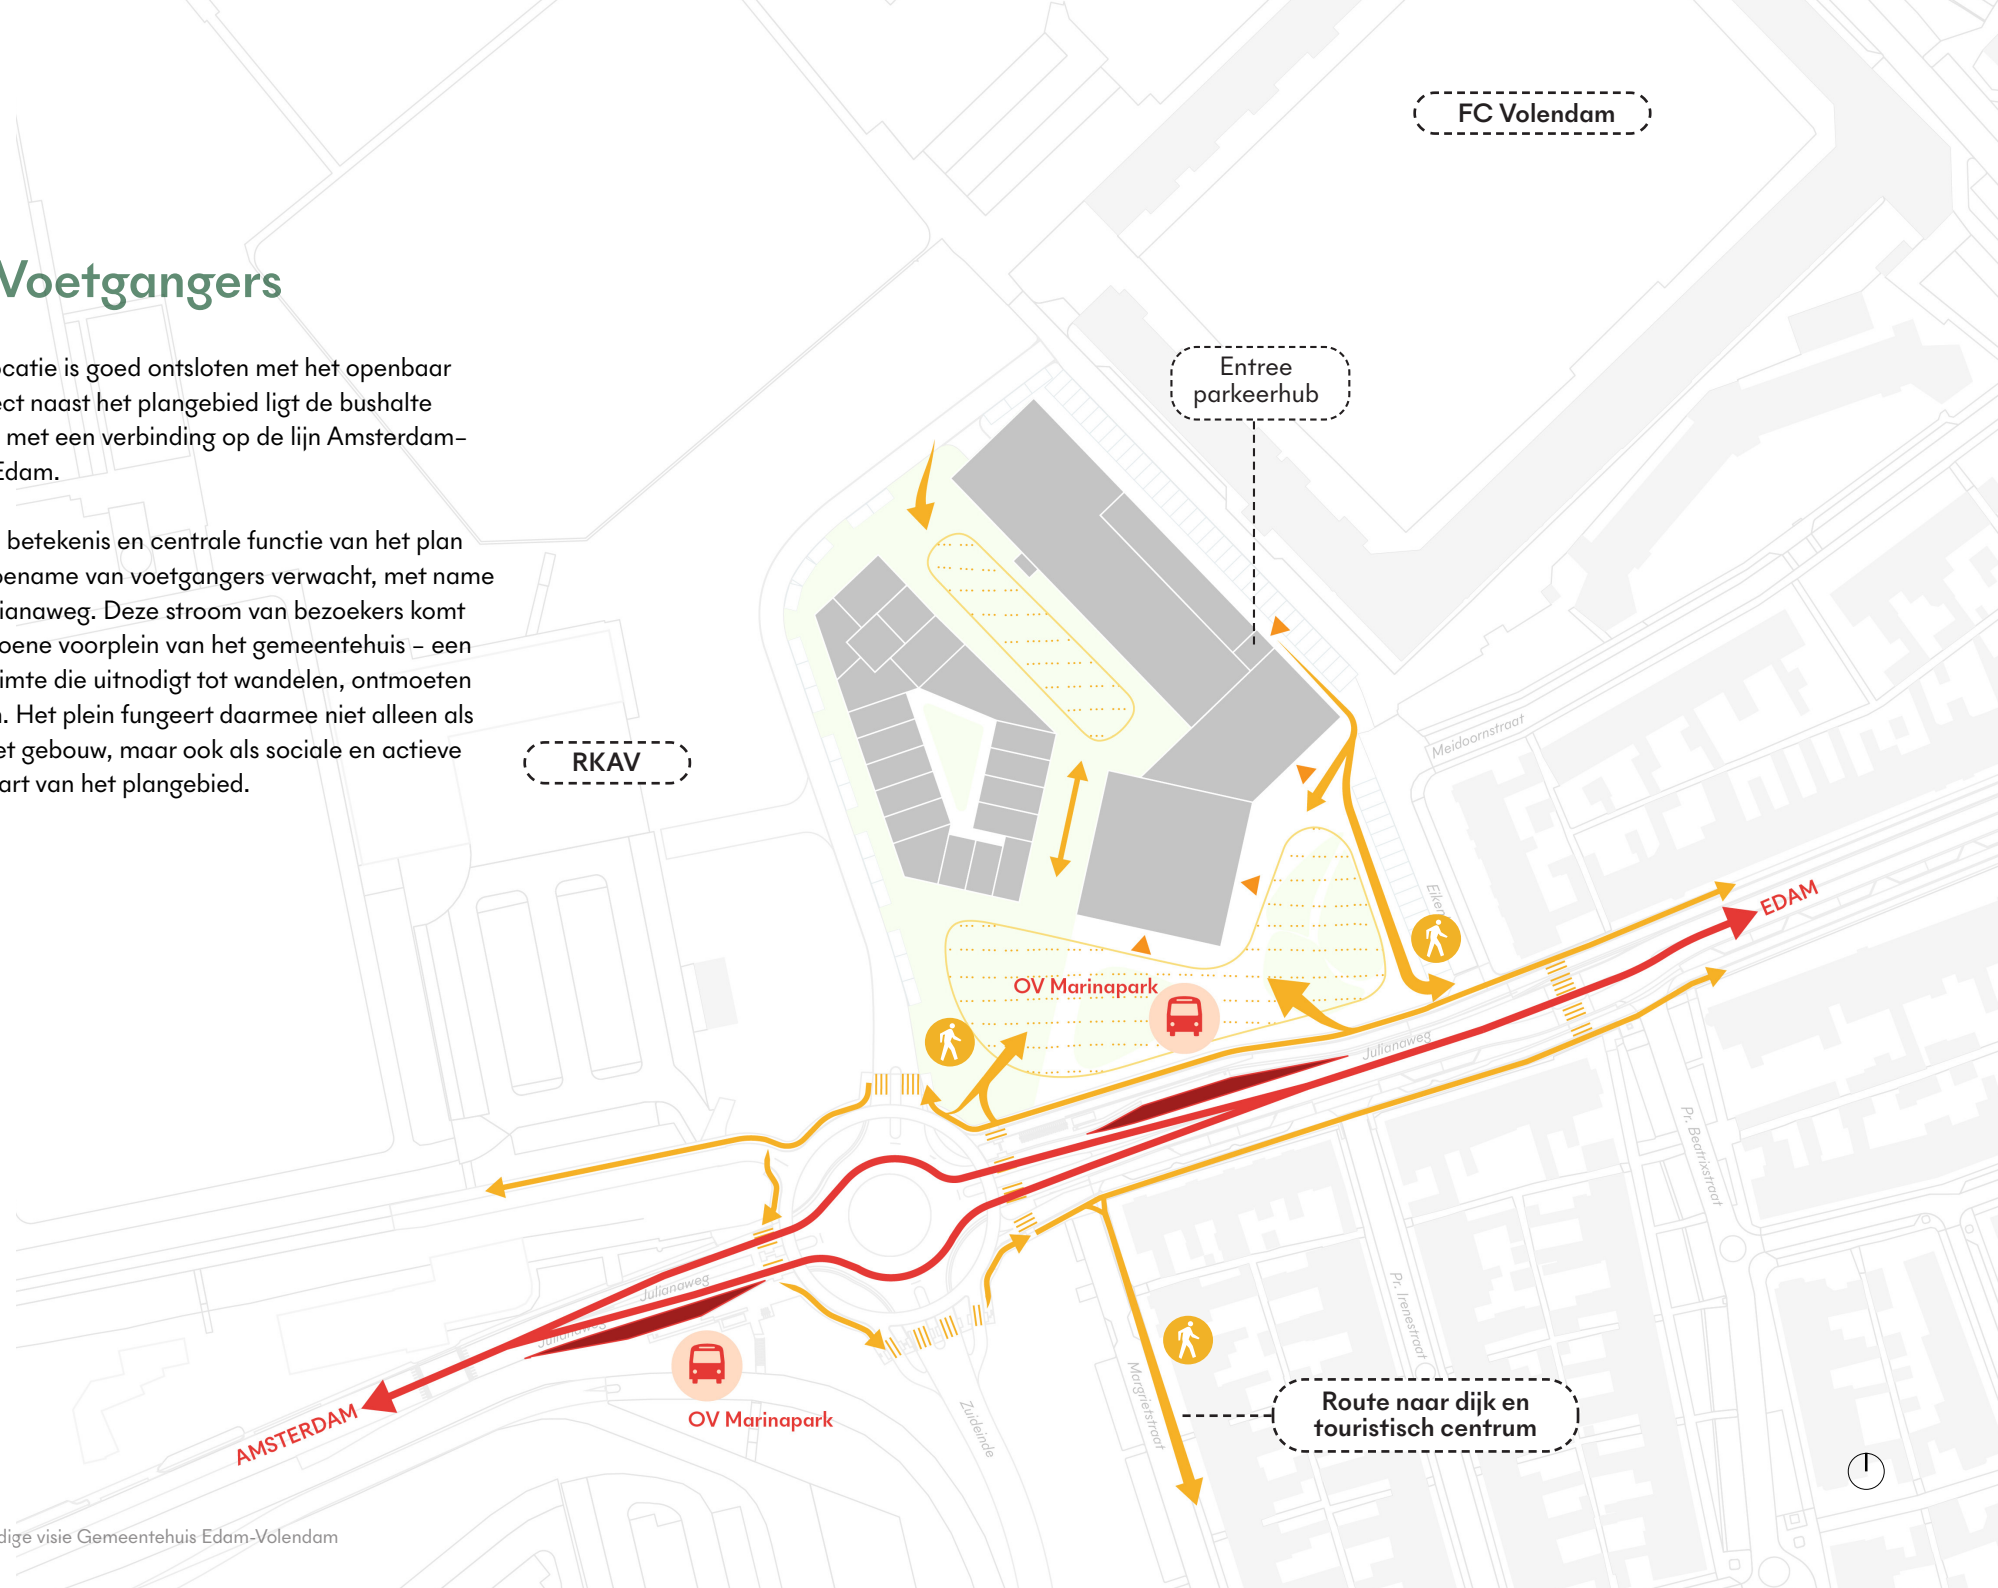 Voetgangers
ocatie is goed ontsloten met het openbaar
ect naast het plangebied ligt de bushalte
met een verbinding op de lijn Amsterdam–
Edam.
betekenis en centrale functie van het plan
oename van voetgangers verwacht, met name
ianaweg. Deze stroom van bezoekers komt
oene voorplein van het gemeentehuis – een
imte die uitnodigt tot wandelen, ontmoeten
n. Het plein fungeert daarmee niet alleen als
et gebouw, maar ook als sociale en actieve
art van het plangebied.
FC Volendam
Entree
parkeerhub
RKAV
Meidoornstraat
Eiken
EDAM
OV Marinapark
Julianaweg
Pr. Beatrixstraat
Julianaweg
Julianaweg
Pr. Irenestraat
Margrietstraat
Zuideinde
OV Marinapark
AMSTERDAM
Route naar dijk en
touristisch centrum
dige visie Gemeentehuis Edam-Volendam